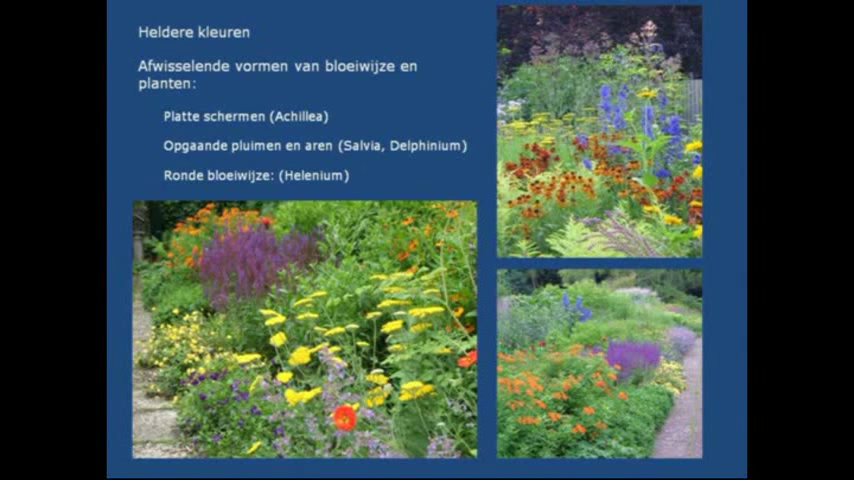 Heldere kleuren
Afwisselende vormen van bloeiwijze en
planten:
Platte schermen (Achillea)
Opgaande pluimen en aren (Salvia, Delphinium)
Ronde bloeiwijze: (Helenium)